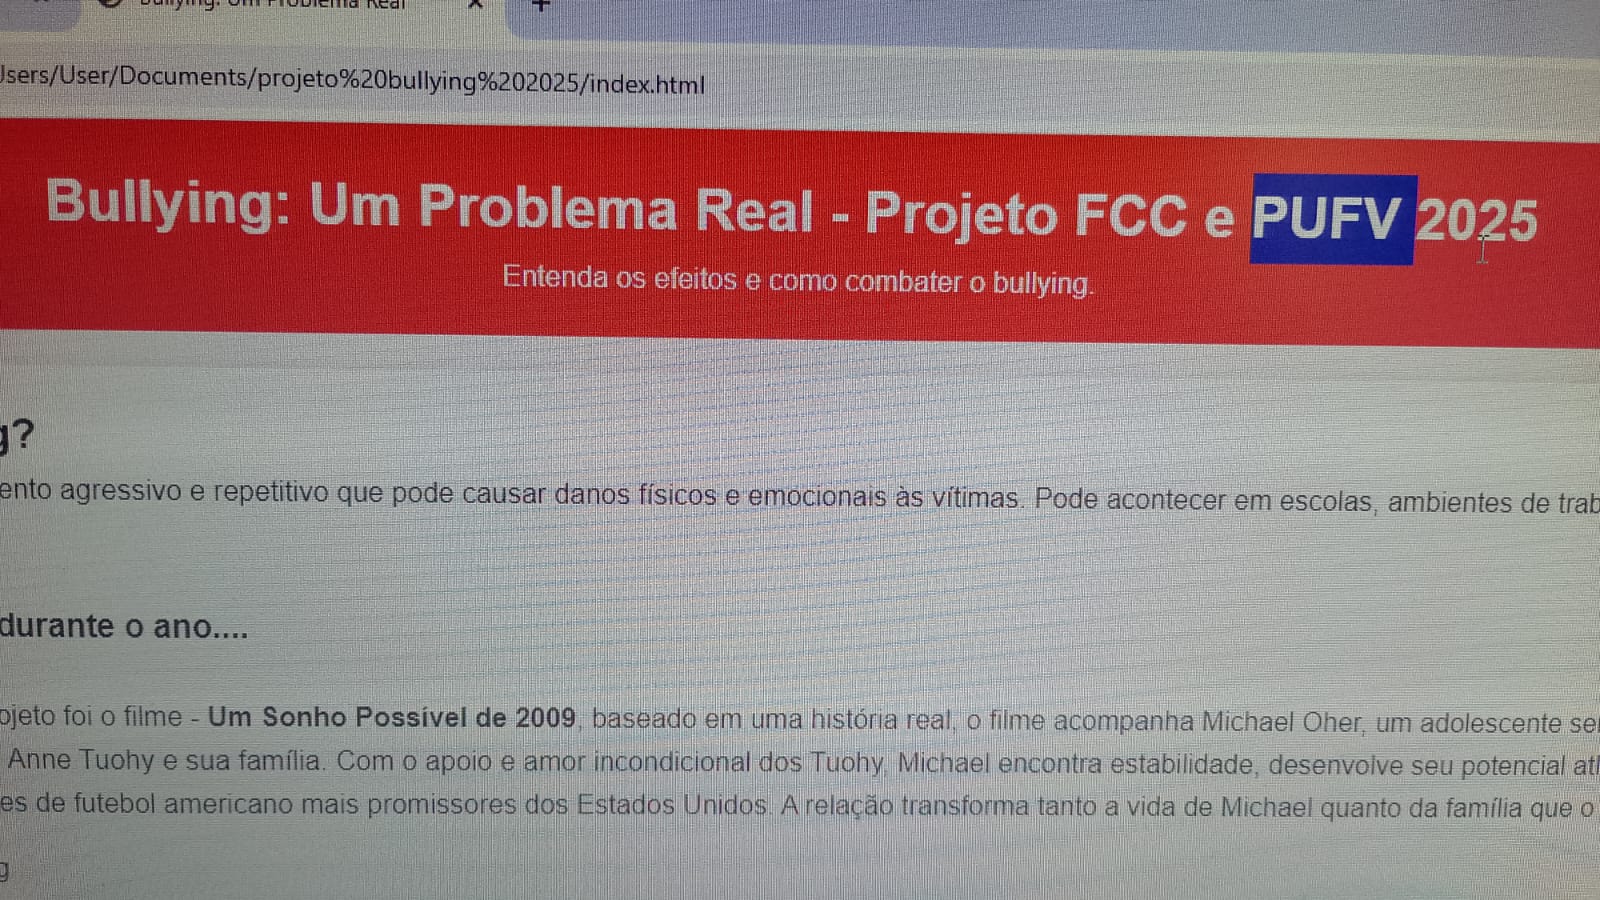 Bullying: Um Problema Real
Users/User/Documents/projeto%20bullying%202025/index.html
Bullying: Um Problema Real - Projeto FCC e PUFV 2025
Entenda os efeitos e como combater o bullying.
g?
ento agressivo e repetitivo que pode causar danos físicos e emocionais às vítimas. Pode acontecer em escolas, ambientes de trab
durante o ano....
ojeto foi o filme - Um Sonho Possível de 2009, baseado em uma história real, o filme acompanha Michael Oher, um adolescente se
Anne Tuohy e sua família. Com o apoio e amor incondicional dos Tuohy, Michael encontra estabilidade, desenvolve seu potencial atl
es de futebol americano mais promissores dos Estados Unidos. A relação transforma tanto a vida de Michael quanto da família que o
g